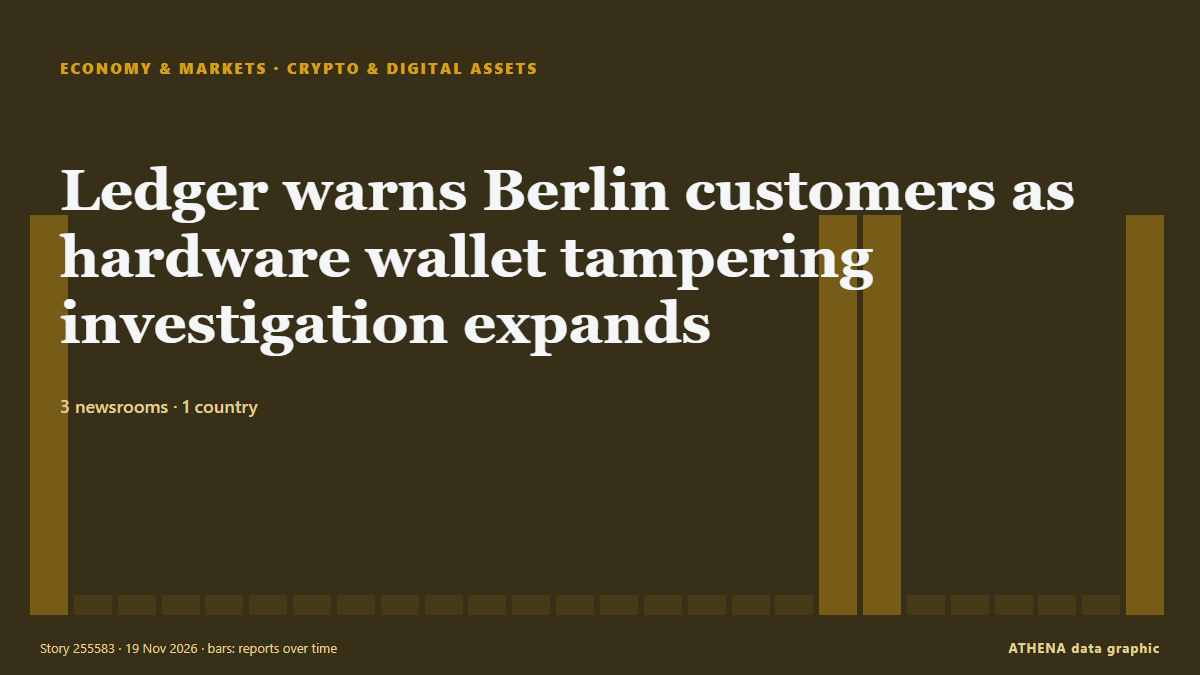 ECONOMY & MARKETS · CRYPTO & DIGITAL ASSETS
Ledger warns Berlin customers as
hardware wallet tampering
investigation expands
3 newsrooms · 1 country
Story 255583 · 19 Nov 2026 · bars: reports over time
ATHENA data graphic